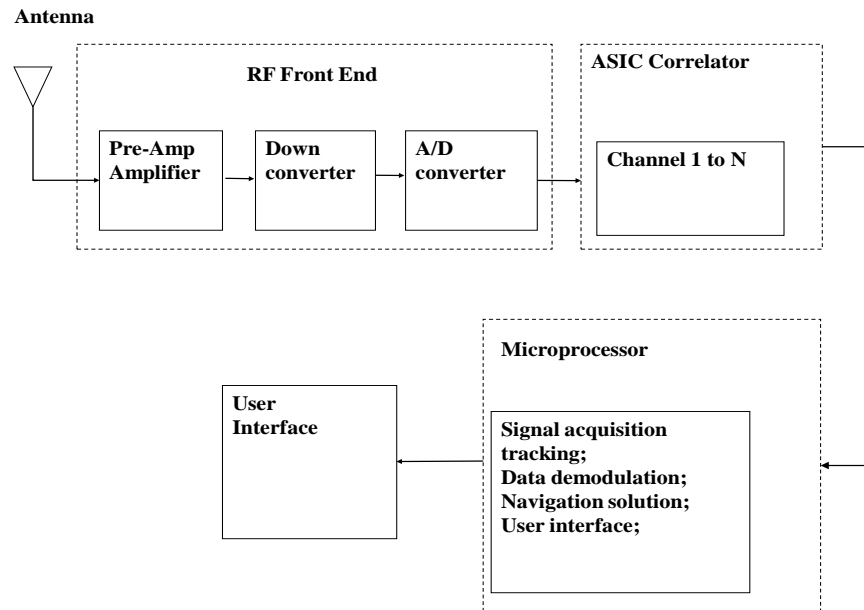 Antenna
RF Front End
ASIC Correlator
Pre-Amp
Amplifier
Down
converter
A/D
converter
Channel 1 to N
Microprocessor
User
Interface
Signal acquisition
tracking;
Data demodulation;
Navigation solution;
User interface;